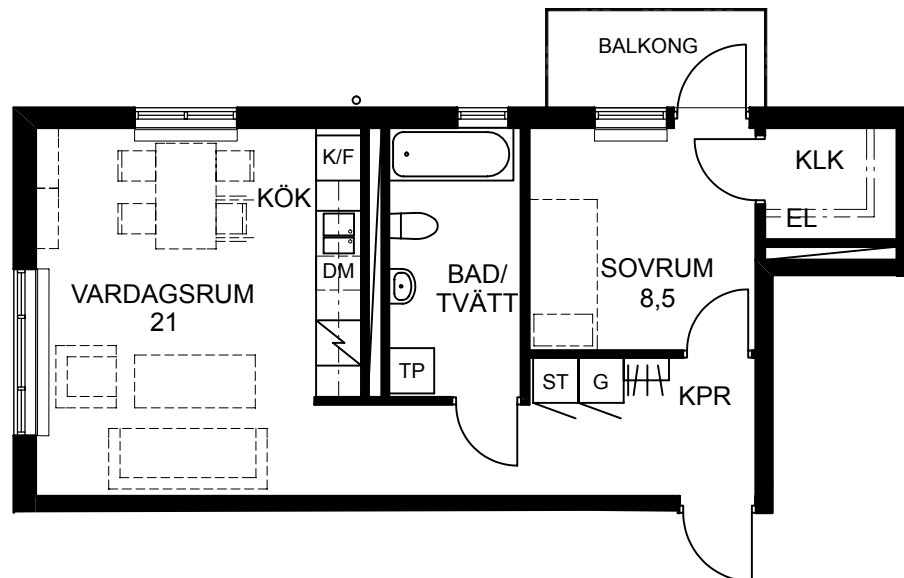 BALKONG
K/F
KLK
KÖK
EL
DM
BAD/
TVÄTT
SOVRUM
8,5
VARDAGSRUM
21
TP
ST
G
KPR